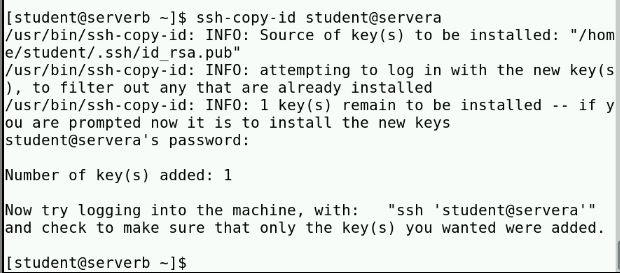 [student@serverb ~]$ ssh-copy-id student@servera
/usr/bin/ssh-copy-id: INFO: Source of key(s) to be installed: "/hom
e/student/.ssh/id_rsa.pub"
/usr/bin/ssh-copy-id: INFO: attempting to log in with the new key(s
), to filter out any that are already installed
/usr/bin/ssh-copy-id: INFO: 1 key(s) remain to be installed -- if y
ou are prompted now it is to install the new keys
student@servera's password:
Number of key(s) added: 1
Now try logging into the machine, with:   "ssh 'student@servera'"
and check to make sure that only the key(s) you wanted were added.
[student@serverb ~]$